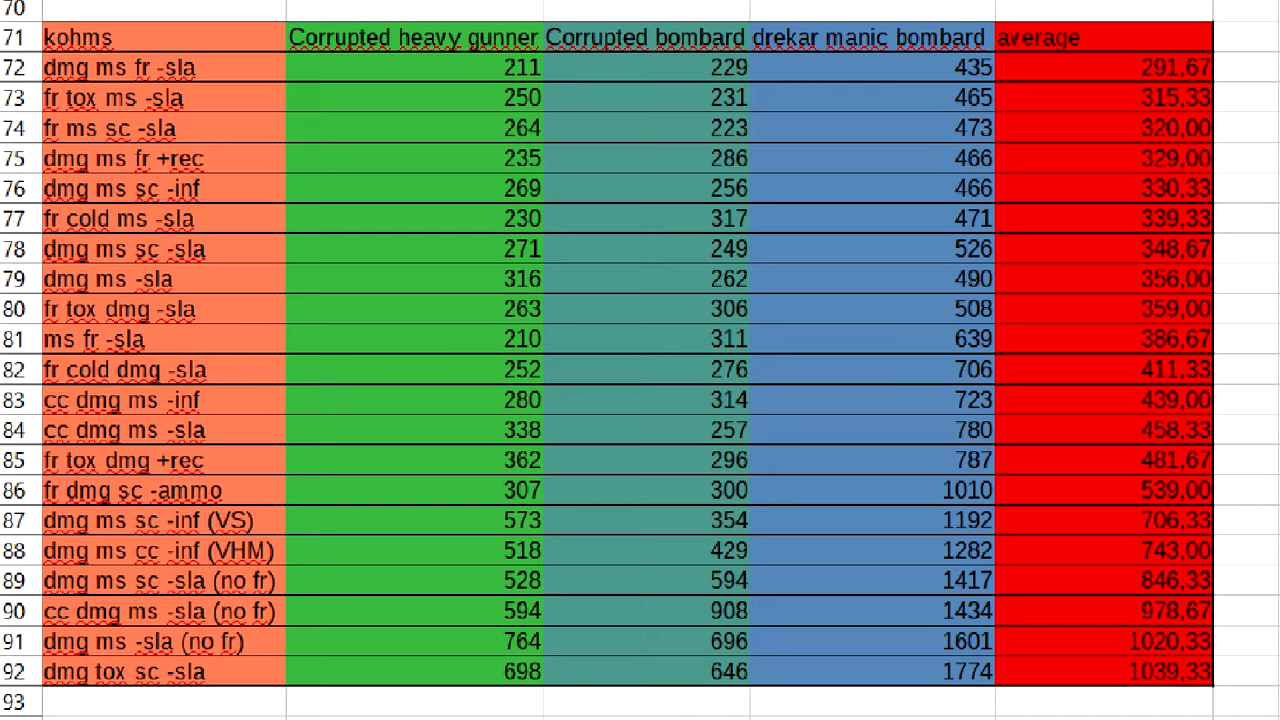 70
71 kohms Corrupted heavy gunner Corrupted bombard drekar manic bombard average
72 dmg ms fr -sla 211 229 435 291,67
73 fr tox ms -sla 250 231 465 315,33
74 fr ms sc -sla 264 223 473 320,00
75 dmg ms fr +rec 235 286 466 329,00
76 dmg ms sc -inf 269 256 466 330,33
77 fr cold ms -sla 230 317 471 339,33
78 dmg ms sc -sla 271 249 526 348,67
79 dmg ms -sla 316 262 490 356,00
80 fr tox dmg -sla 263 306 508 359,00
81 ms fr -sla 210 311 639 386,67
82 fr cold dmg -sla 252 276 706 411,33
83 cc dmg ms -inf 280 314 723 439,00
84 cc dmg ms -sla 338 257 780 458,33
85 fr tox dmg +rec 362 296 787 481,67
86 fr dmg sc -ammo 307 300 1010 539,00
87 dmg ms sc -inf (VS) 573 354 1192 706,33
88 dmg ms cc -inf (VHM) 518 429 1282 743,00
89 dmg ms sc -sla (no fr) 528 594 1417 846,33
90 cc dmg ms -sla (no fr) 594 908 1434 978,67
91 dmg ms -sla (no fr) 764 696 1601 1020,33
92 dmg tox sc -sla 698 646 1774 1039,33
93